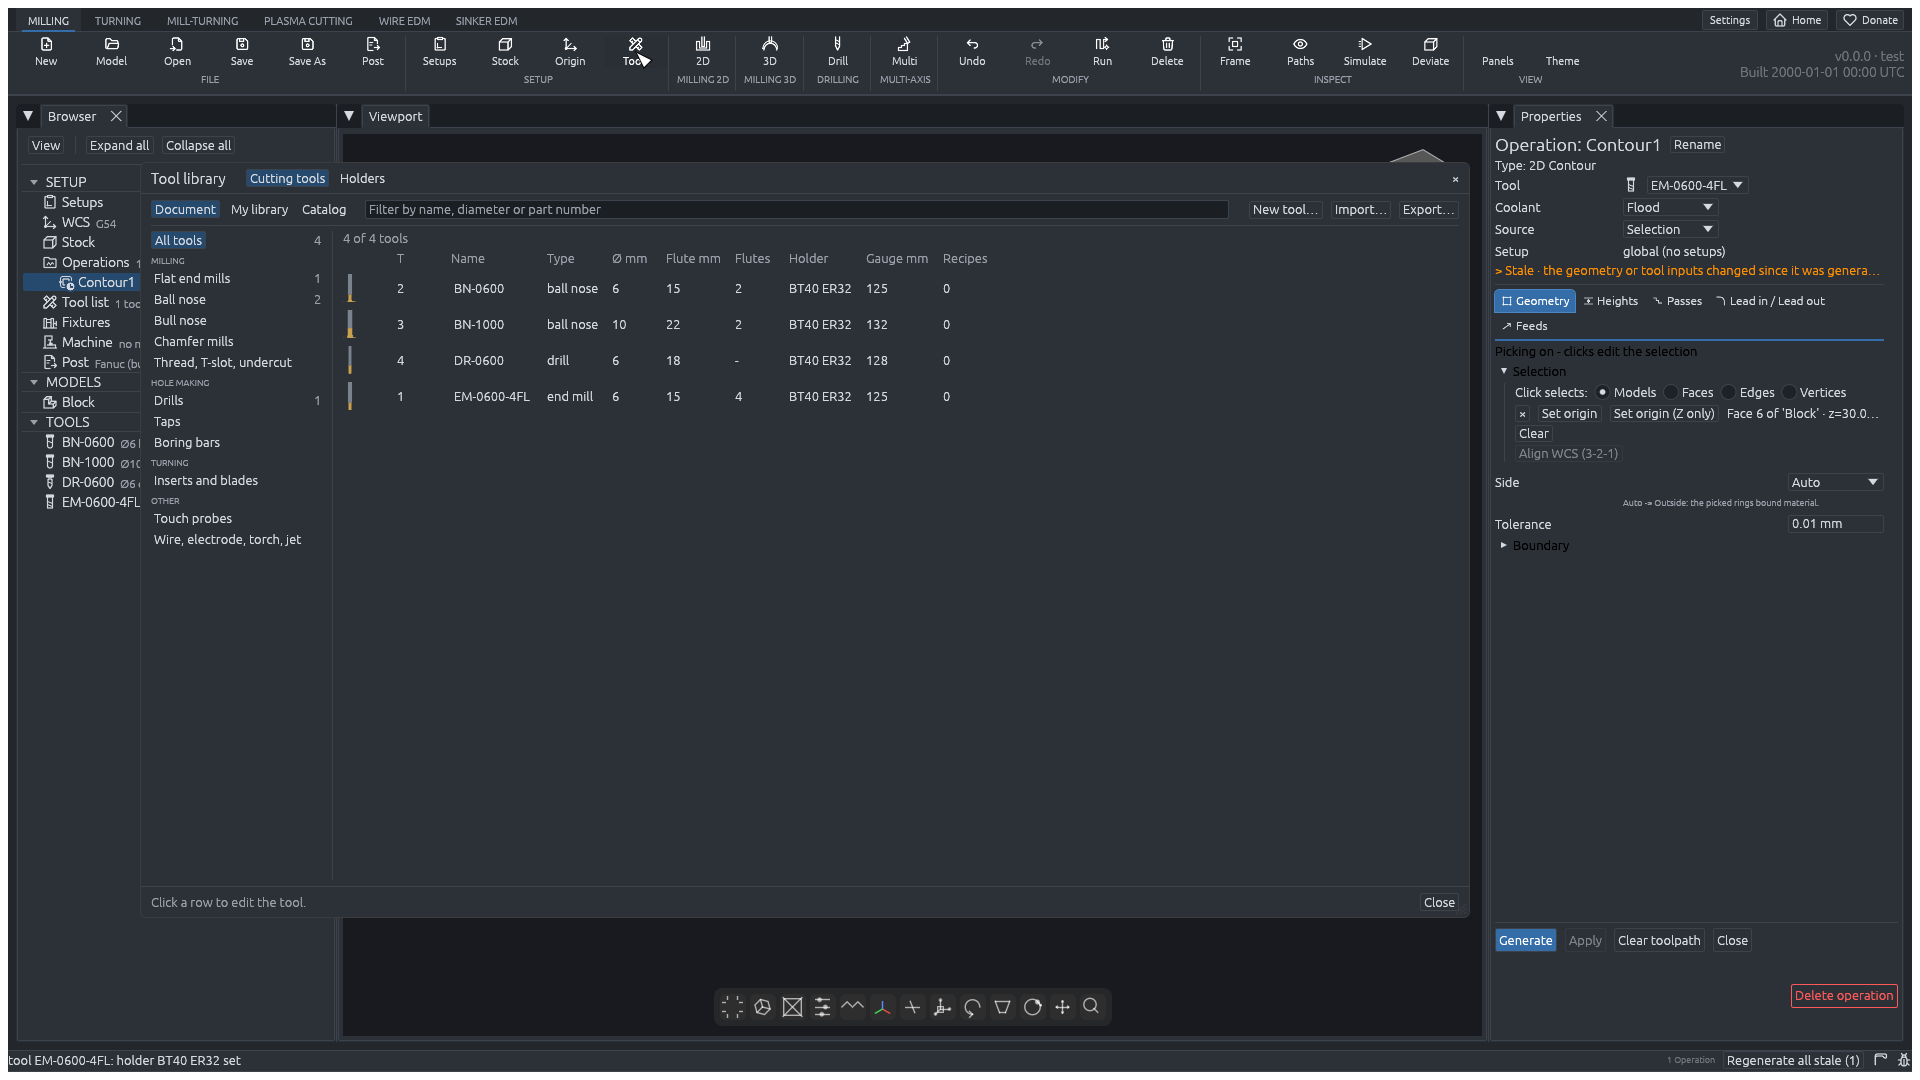 MILLING TURNING MILL-TURNING PLASMA CUTTING WIRE EDM SINKER EDM Settings Home Donate
New Model Open Save Save As Post Setups Stock Origin 2D 3D Drill Multi Undo Redo Run Delete Frame Paths Simulate Deviate Panels Theme
FILE SETUP MILLING 2D MILLING 3D DRILLING MULTI-AXIS MODIFY INSPECT VIEW
v0.0.0 · test
Built 2000-01-01 00:00 UTC
Browser
View Expand all Collapse all
SETUP
Setups
WCS G54
Stock
Operations
Contour1
Tool list 1
Fixtures
Machine no
Post Fanuc
MODELS
Block
TOOLS
BN-0600 Ø6
BN-1000 Ø10
DR-0600 Ø6
EM-0600-4FL
Viewport
Tool library Cutting tools Holders ×
Document My library Catalog Filter by name, diameter or part number New tool... Import... Export...
All tools 4
MILLING
Flat end mills 1
Ball nose 2
Bull nose
Chamfer mills
Thread, T-slot, undercut
HOLE MAKING
Drills 1
Taps
Boring bars
TURNING
Inserts and blades
OTHER
Touch probes
Wire, electrode, torch, jet
4 of 4 tools
T Name Type Ø mm Flute mm Flutes Holder Gauge mm Recipes
2 BN-0600 ball nose 6 15 2 BT40 ER32 125 0
3 BN-1000 ball nose 10 22 2 BT40 ER32 132 0
4 DR-0600 drill 6 18 - BT40 ER32 128 0
1 EM-0600-4FL end mill 6 15 4 BT40 ER32 125 0
Click a row to edit the tool. Close
Properties
Operation: Contour1 Rename
Type: 2D Contour
Tool EM-0600-4FL
Coolant Flood
Source Selection
Setup global (no setups)
> Stale · the geometry or tool inputs changed since it was genera...
Geometry Heights Passes Lead in / Lead out
Feeds
Picking on - clicks edit the selection
Selection
Click selects: Models Faces Edges Vertices
× Set origin Set origin (Z only) Face 6 of 'Block' · z=30.0...
Clear
Align WCS (3-2-1)
Side Auto
Auto -> Outside: the picked rings bound material.
Tolerance 0.01 mm
Boundary
Generate Apply Clear toolpath Close
Delete operation
tool EM-0600-4FL: holder BT40 ER32 set 1 Operation Regenerate all stale (1)